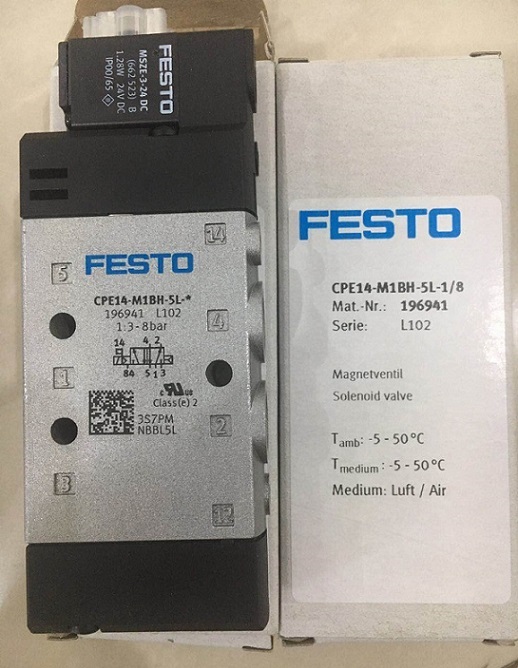 FESTO
MSZE-3-24 DC
(662 523) B
1.28W 24V DC
IP00/65
14
5
FESTO
CPE14-M1BH-5L-*
196941 L102
1: 3-8bar
4
14 4 2
84 5 1 3
1
Class(e) 2
3S7PM
NBBL5L
2
3
12
FESTO
CPE14-M1BH-5L-1/8
Mat.-Nr.: 196941
Serie: L102
Magnetventil
Solenoid valve
Tamb: -5 - 50°C
Tmedium: -5 - 50°C
Medium: Luft / Air